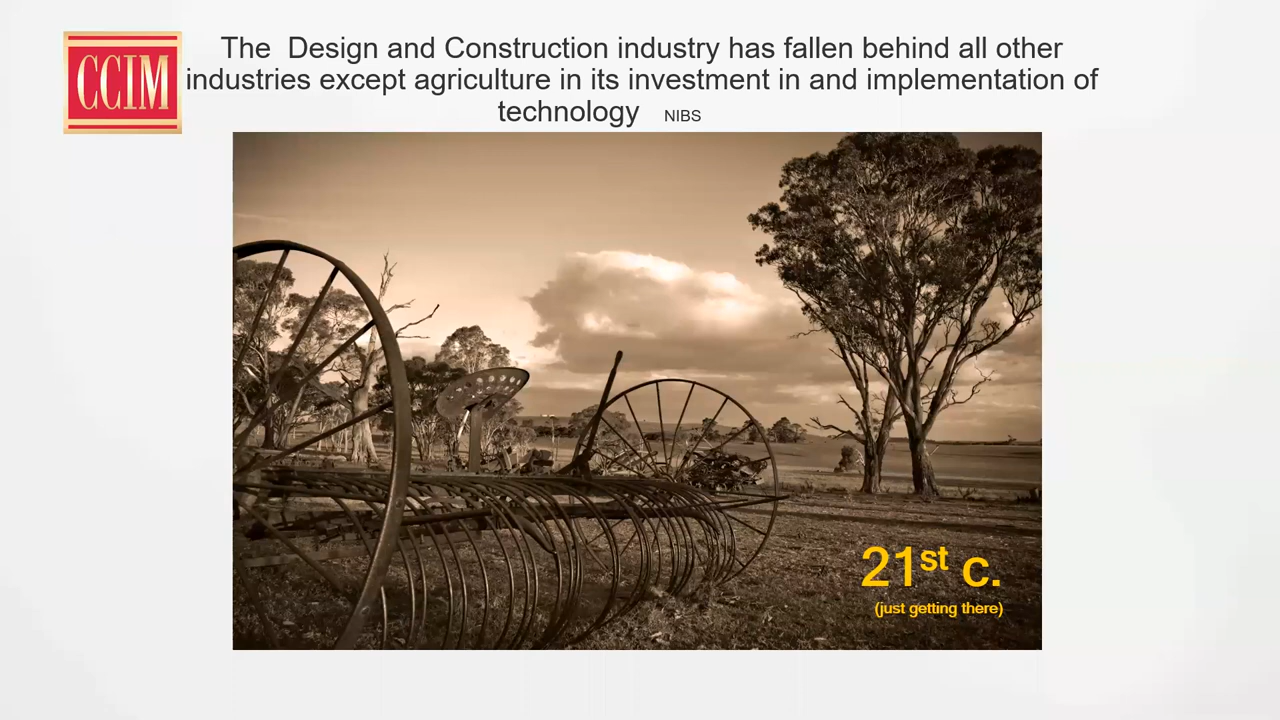 CCIM
The  Design and Construction industry has fallen behind all other
industries except agriculture in its investment in and implementation of
technology NIBS
21st c.
(just getting there)